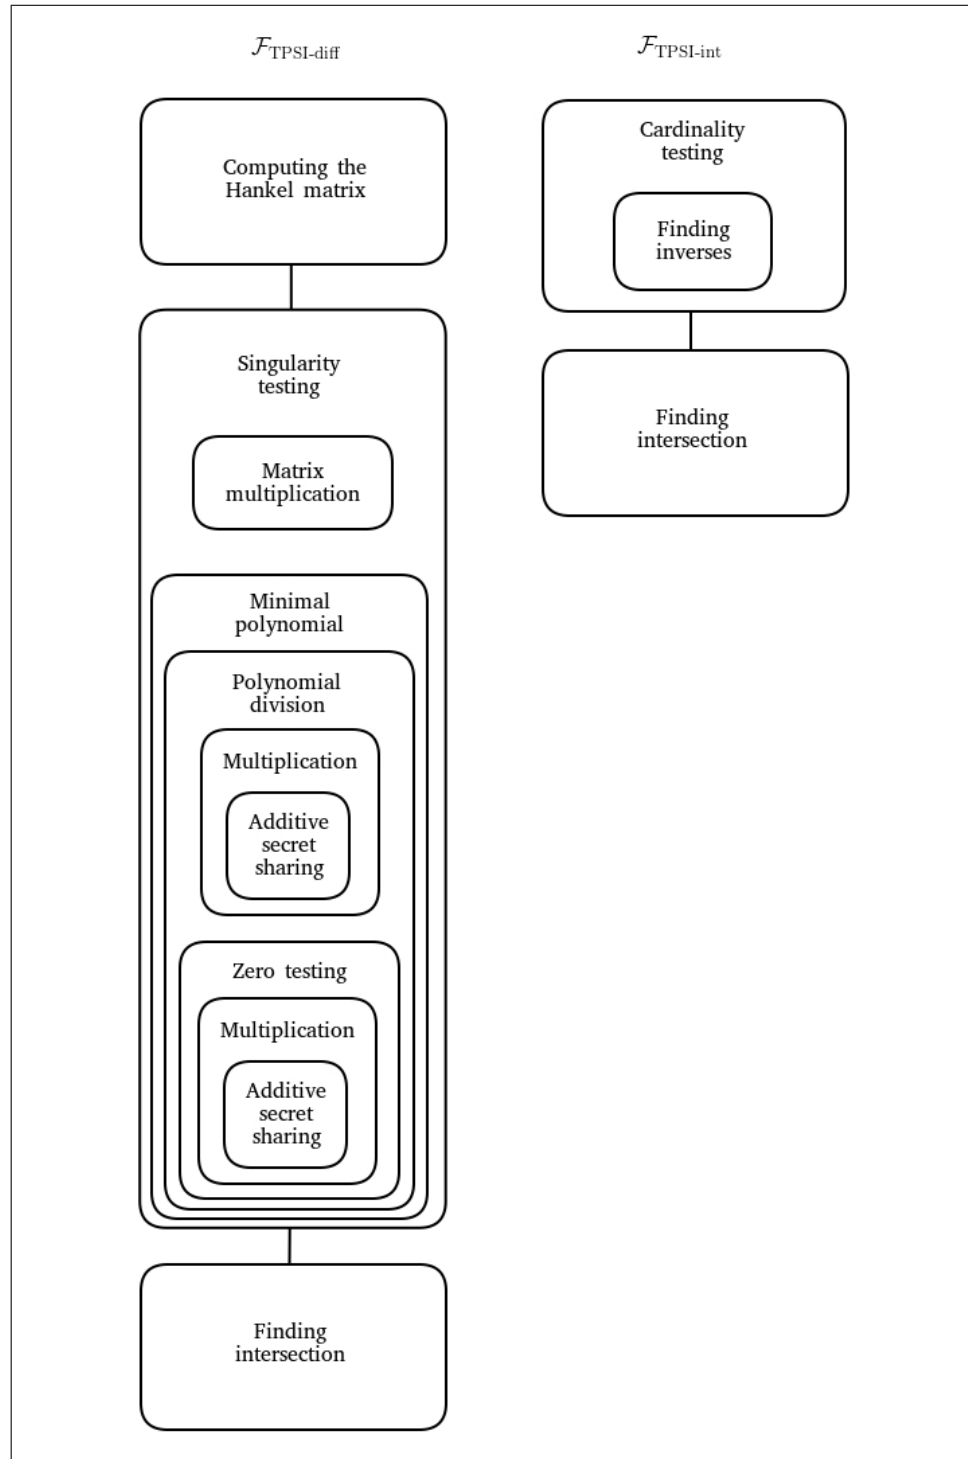 𝓕TPSI-diff
Computing the
Hankel matrix
Singularity
testing
Matrix
multiplication
Minimal
polynomial
Polynomial
division
Multiplication
Additive
secret
sharing
Zero testing
Multiplication
Additive
secret
sharing
Finding
intersection
𝓕TPSI-int
Cardinality
testing
Finding
inverses
Finding
intersection